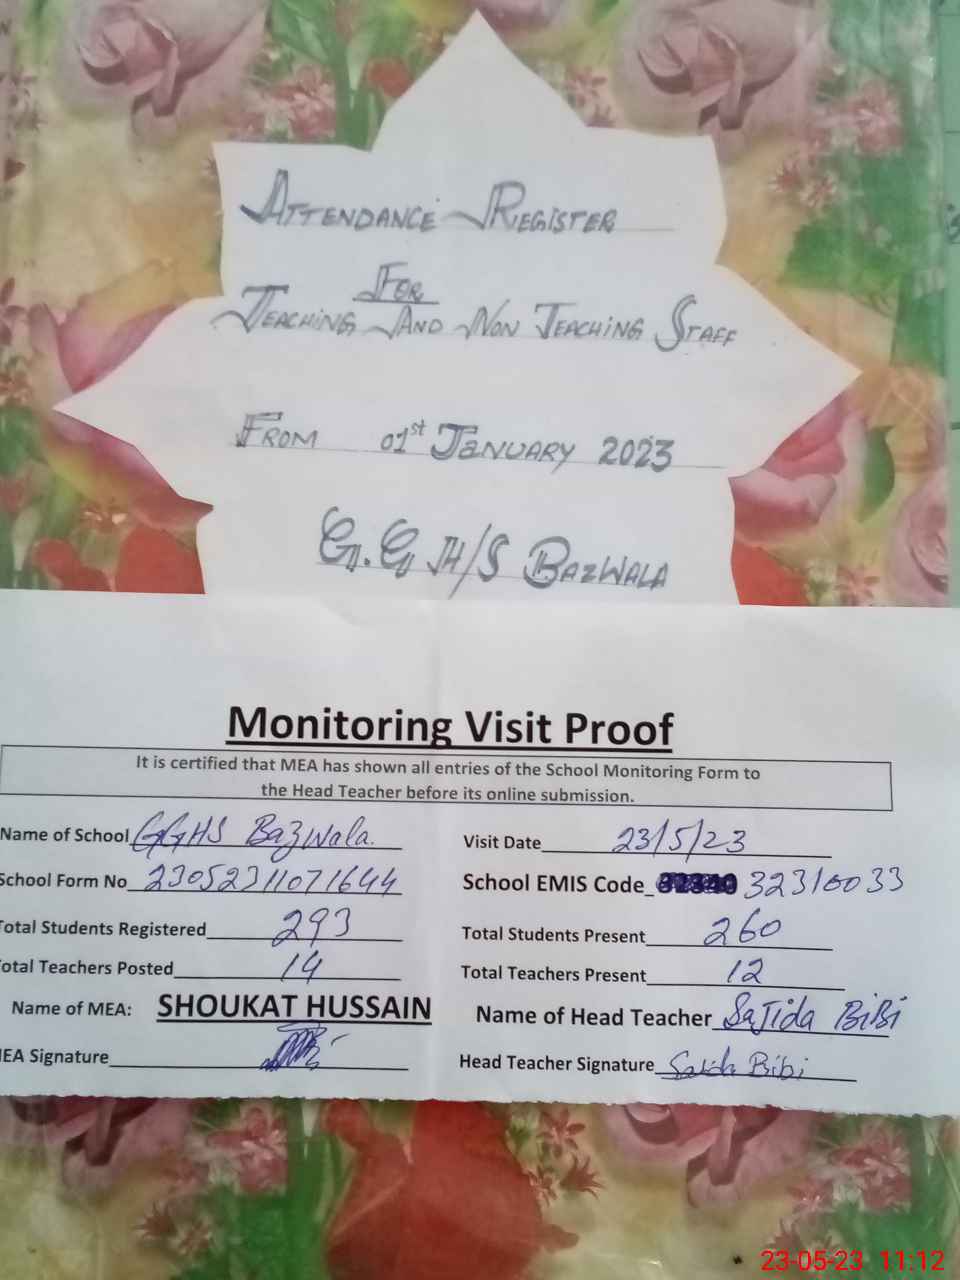 ATTENDANCE REGISTER
FOR
TEACHING AND NON TEACHING STAFF
FROM 01st JANUARY 2023
G.G H/S BAZWALA
Monitoring Visit Proof
It is certified that MEA has shown all entries of the School Monitoring Form to
the Head Teacher before its online submission.
Name of School GGHS Bazwala.
Visit Date 23/5/23
School Form No 23052311071644
School EMIS Code 32310033
Total Students Registered 293
Total Students Present 260
Total Teachers Posted 14
Total Teachers Present 12
Name of MEA: SHOUKAT HUSSAIN
Name of Head Teacher Sajida BiBi
MEA Signature
Head Teacher Signature Sajida Bibi
23-05-23 11:12